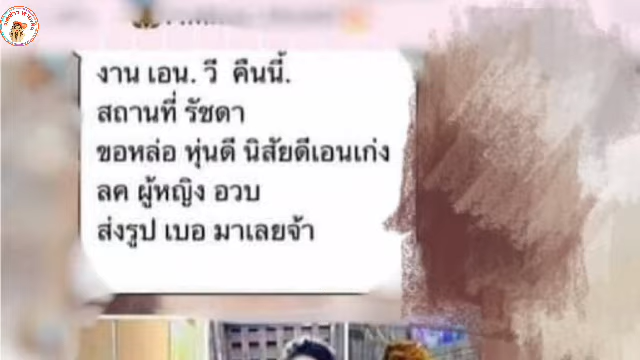 งาน เอน. วี คืนนี้.
สถานที่ รัชดา
ขอหล่อ หุ่นดี นิสัยดีเอนเก่ง
ลค ผู้หญิง อวบ
ส่งรูป เบอ มาเลยจ้า